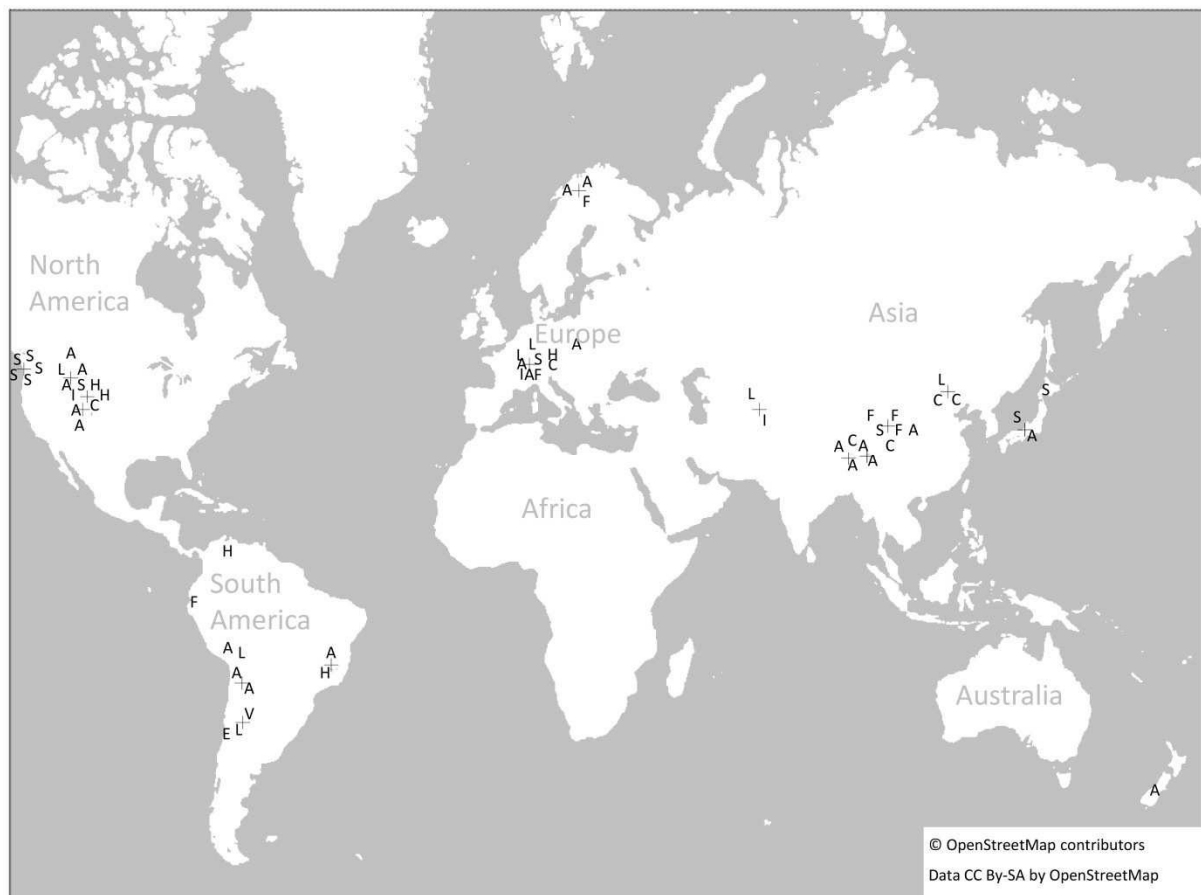 A A
F
North
America
Asia
Europe
L A
S S A L S H
S S L A A C
S A S H I A F
I H
A C
A
L
C C
L
I
S
F F
S F A
C
S
A
A C A
A A
Africa
H
South
America
F
A L A
H
A
A
V
E L
Australia
A
© OpenStreetMap contributors
Data CC By-SA by OpenStreetMap